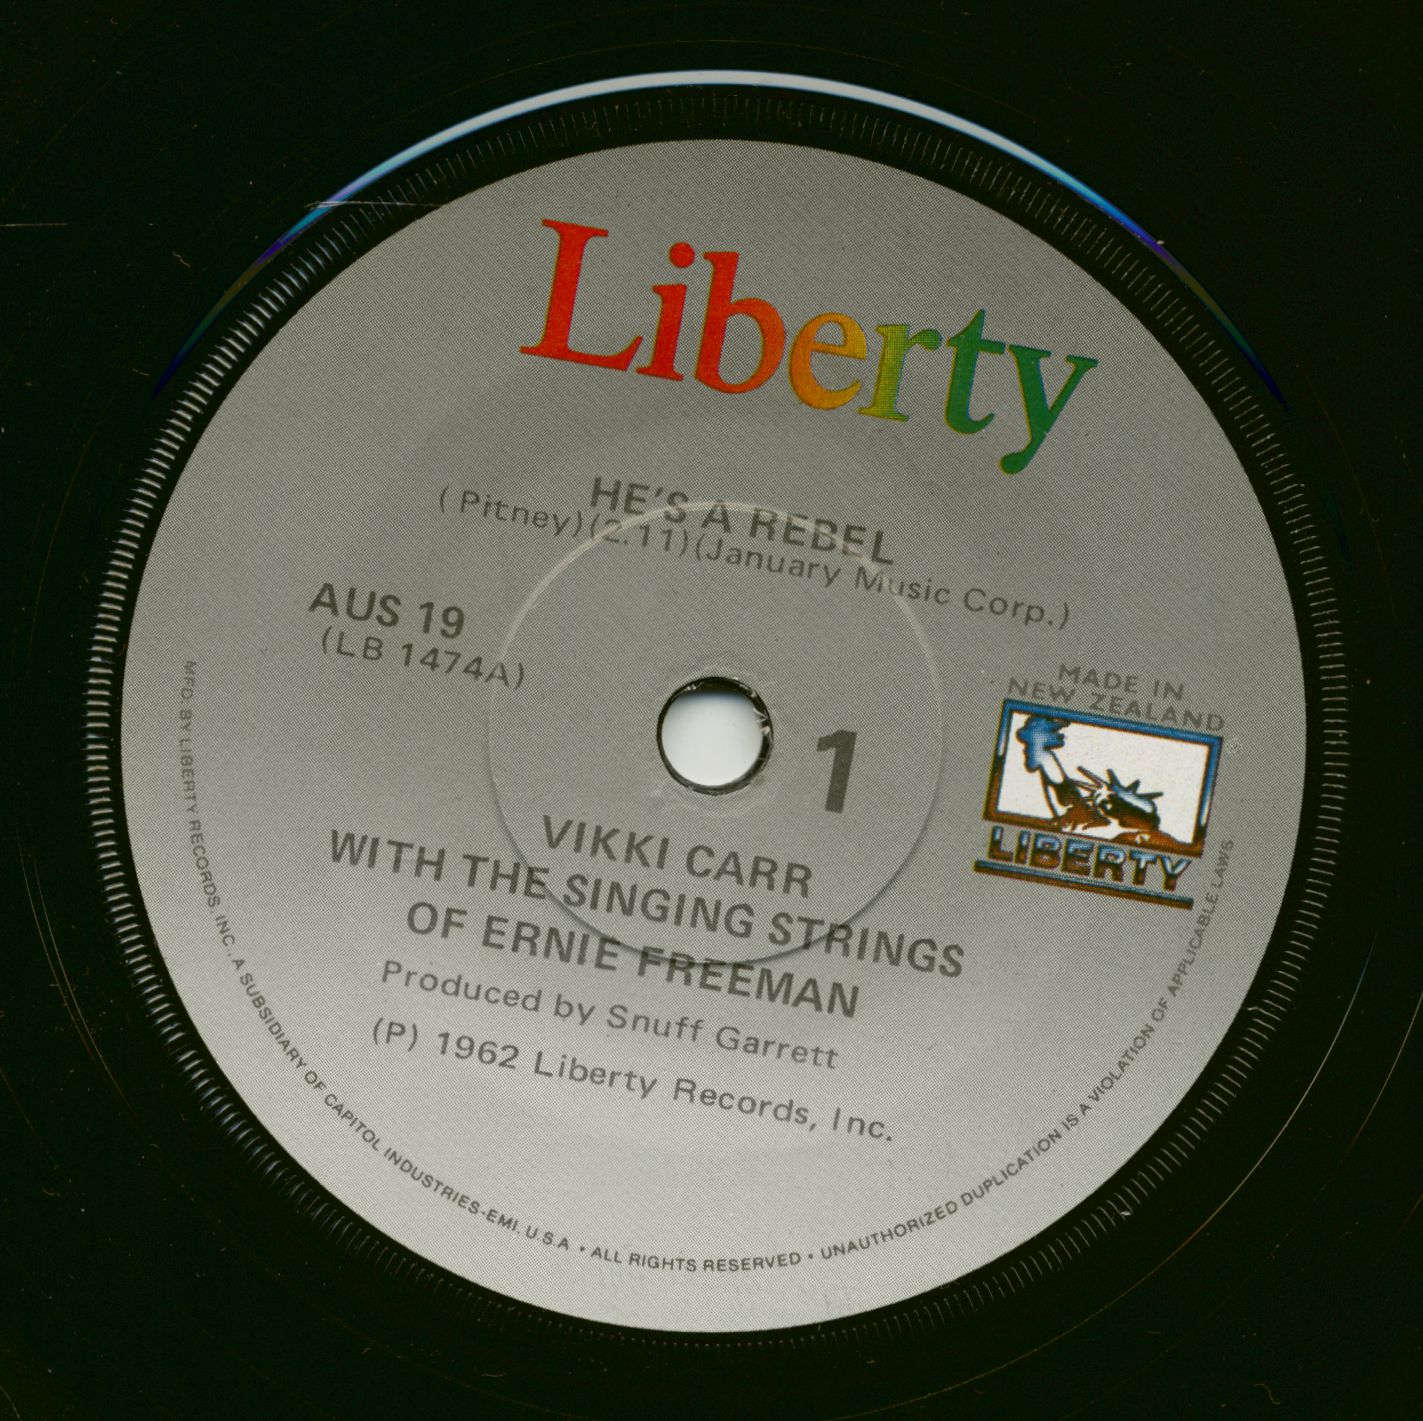 Liberty
HE'S A REBEL
(Pitney)(2.11)(January Music Corp.)
AUS 19
(LB 1474A)
MADE IN
NEW ZEALAND
LIBERTY
1
VIKKI CARR
WITH THE SINGING STRINGS
OF ERNIE FREEMAN
Produced by Snuff Garrett
(P) 1962 Liberty Records, Inc.
MFD. BY LIBERTY RECORDS. INC., A SUBSIDIARY OF CAPITOL INDUSTRIES-EMI. U.S.A • ALL RIGHTS RESERVED • UNAUTHORIZED DUPLICATION IS A VIOLATION OF APPLICABLE LAWS